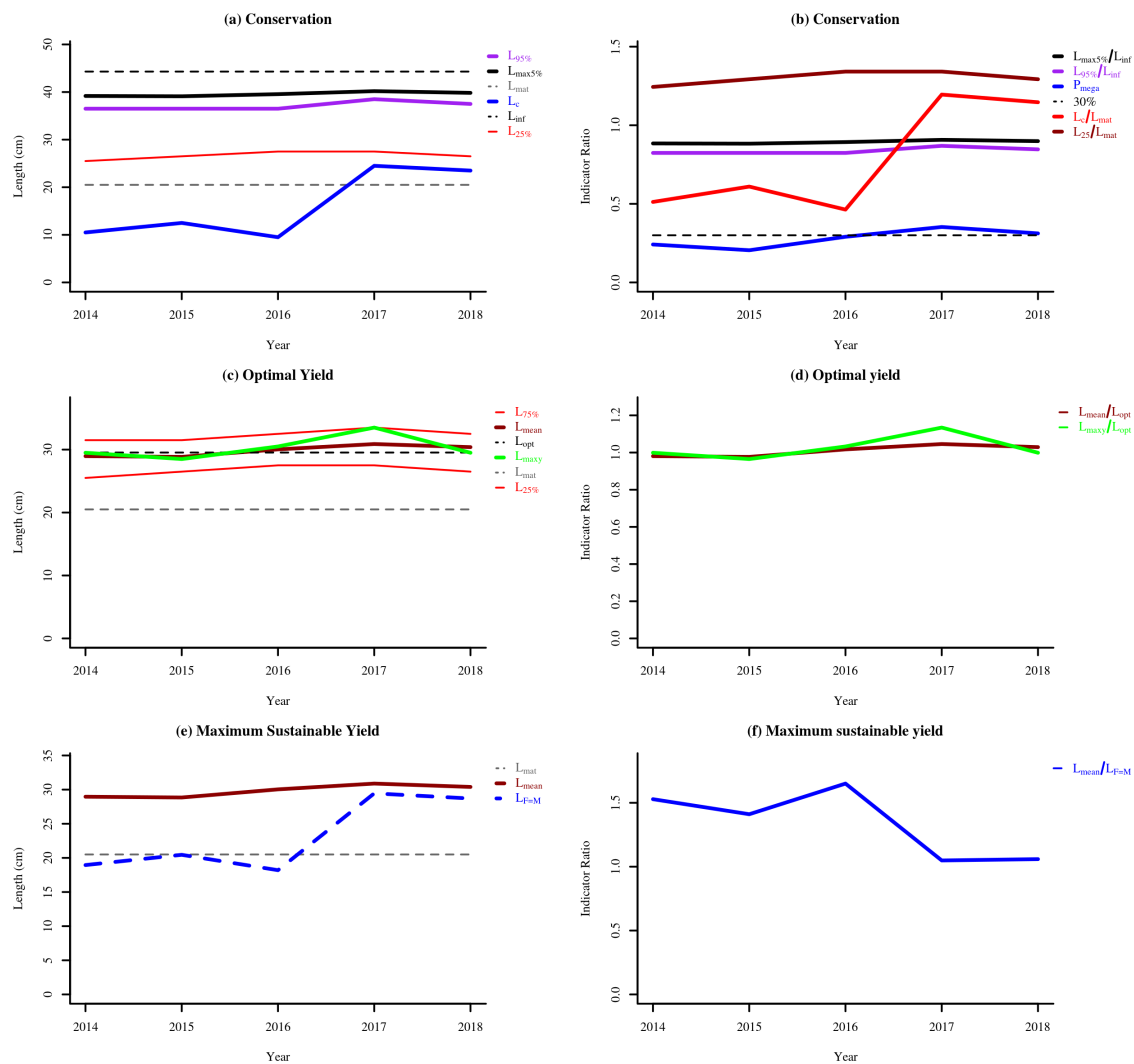 (a) Conservation
Length (cm)
50
40
30
20
10
0
2014 2015 2016 2017 2018
Year
L95%
Lmax5%
Lmat
Lc
Linf
L25%
(b) Conservation
Indicator Ratio
1.5
1.0
0.5
0.0
2014 2015 2016 2017 2018
Year
Lmax5%/Linf
L95%/Linf
Pmega
30%
Lc/Lmat
L25/Lmat
(c) Optimal Yield
Length (cm)
30
20
10
0
2014 2015 2016 2017 2018
Year
L75%
Lmean
Lopt
Lmaxy
Lmat
L25%
(d) Optimal yield
Indicator Ratio
1.2
1.0
0.8
0.6
0.4
0.2
0.0
2014 2015 2016 2017 2018
Year
Lmean/Lopt
Lmaxy/Lopt
(e) Maximum Sustainable Yield
Length (cm)
35
30
25
20
15
10
5
0
2014 2015 2016 2017 2018
Year
Lmat
Lmean
LF=M
(f) Maximum sustainable yield
Indicator Ratio
1.5
1.0
0.5
0.0
2014 2015 2016 2017 2018
Year
Lmean/LF=M